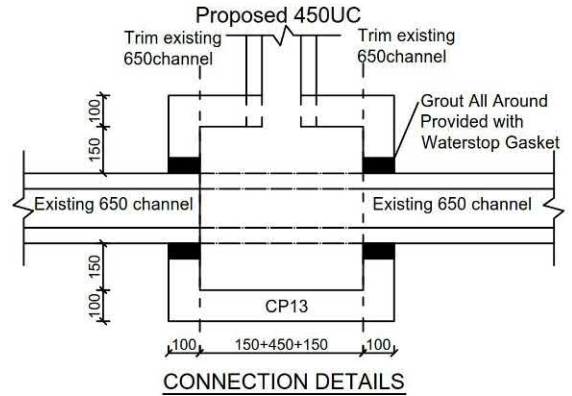 Proposed 450UC
Trim existing
650channel
Trim existing
650channel
Grout All Around
Provided with
Waterstop Gasket
100
150
Existing 650 channel
Existing 650 channel
150
100
CP13
100
150+450+150
100
CONNECTION DETAILS